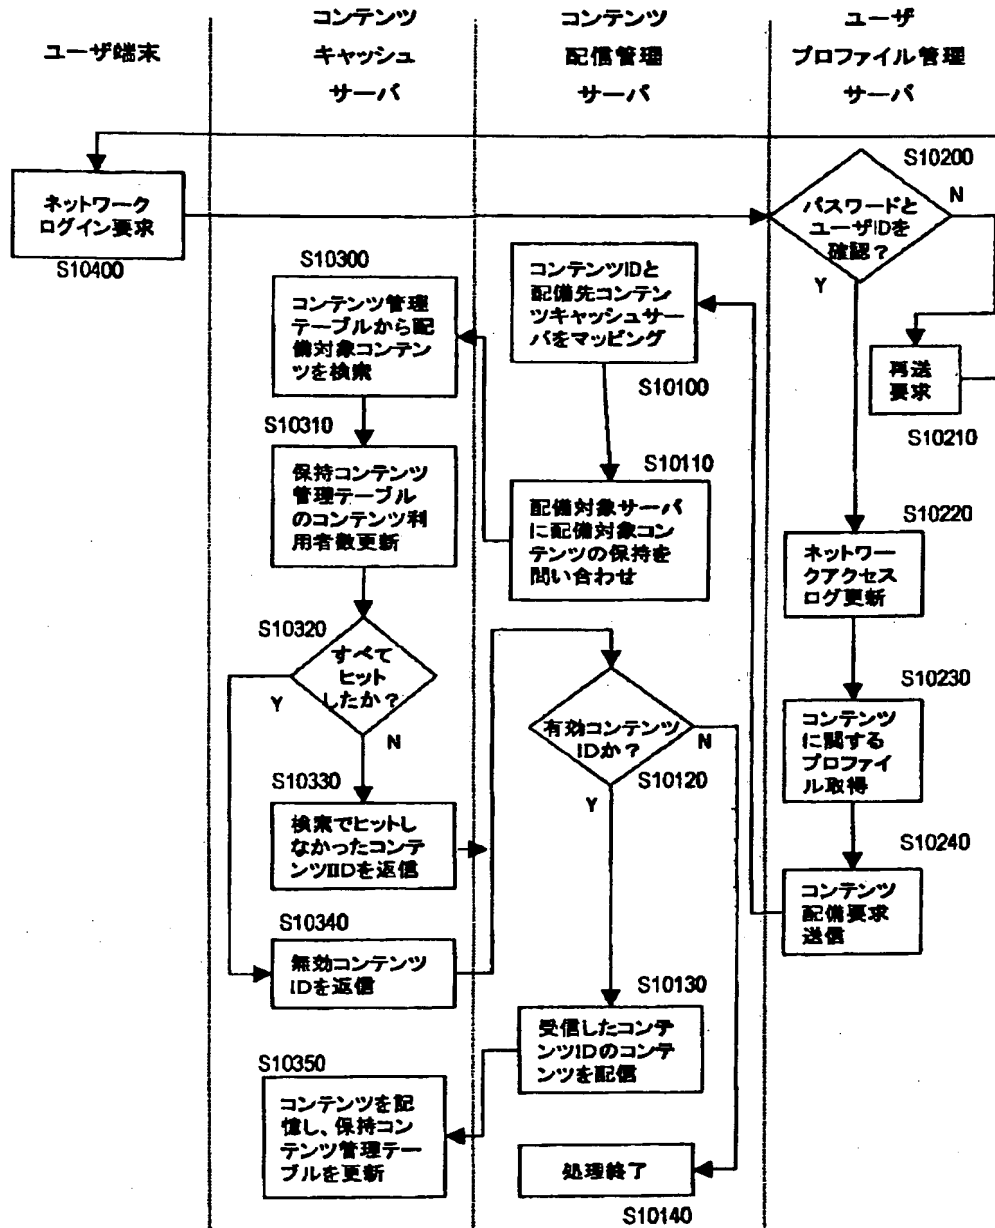 ユーザ端末
コンテンツ
キャッシュ
サーバ
コンテンツ
配信管理
サーバ
ユーザ
プロファイル管理
サーバ
ネットワーク
ログイン要求
S10400
S10200
パスワードと
ユーザIDを
確認?
N
Y
再送
要求
S10210
S10220
ネットワー
クアクセス
ログ更新
S10230
コンテンツ
に関する
プロファイ
ル取得
S10240
コンテンツ
配備要求
送信
コンテンツIDと
配備先コンテン
ツキャッシュサー
バをマッピング
S10100
S10110
配備対象サーバ
に配備対象コン
テンツの保持を
問い合わせ
S10300
コンテンツ管理
テーブルから配
備対象コンテン
ツを検索
S10310
保持コンテンツ
管理テーブル
のコンテンツ利
用者数更新
S10320
すべて
ヒット
したか?
Y
N
S10330
検索でヒットし
なかったコンテ
ンツIDを返信
S10340
無効コンテンツ
IDを返信
有効コンテンツ
IDか?
N
S10120
Y
S10130
受信したコンテ
ンツIDのコンテ
ンツを配信
S10350
コンテンツを記
憶し、保持コン
テンツ管理テー
ブルを更新
処理終了
S10140